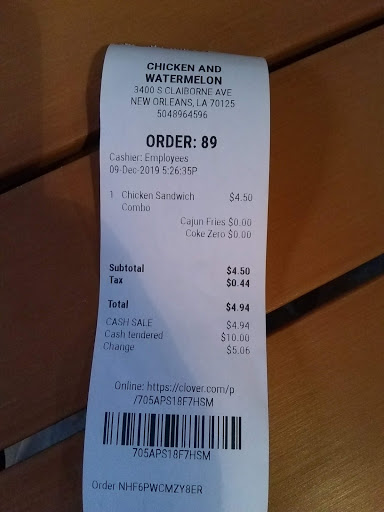 CHICKEN AND
WATERMELON
3400 S CLAIBORNE AVE
NEW ORLEANS, LA 70125
5048964596
ORDER: 89
Cashier: Employees
09-Dec-2019 5:26:35P
1 Chicken Sandwich $4.50
Combo
Cajun Fries $0.00
Coke Zero $0.00
Subtotal $4.50
Tax $0.44
Total $4.94
CASH SALE $4.94
Cash tendered $10.00
Change $5.06
Online: https://clover.com/p
/705APS18F7HSM
705APS18F7HSM
Order NHF6PWCMZY8ER